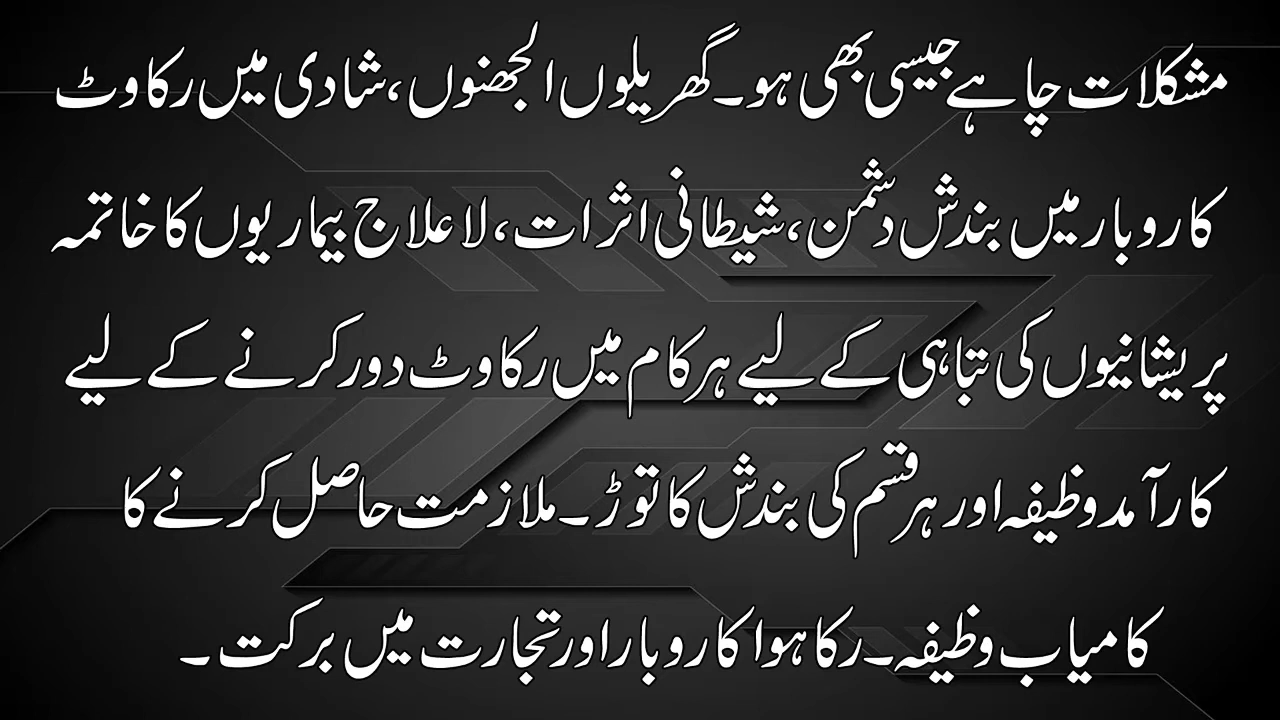 مشکلات چاہے جیسی بھی ہو۔گھریلوں الجھنوں،شادی میں رکاوٹ
کاروبار میں بندش دشمن،شیطانی اثرات،لاعلاج بیماریوں کا خاتمہ
پریشانیوں کی تباہی کے لیے ہر کام میں رکاوٹ دور کرنے کے لیے
کارآمد وظیفہ اور ہر قسم کی بندش کا توڑ۔ملازمت حاصل کرنے کا
کامیاب وظیفہ۔رکا ہوا کاروبار اور تجارت میں برکت۔